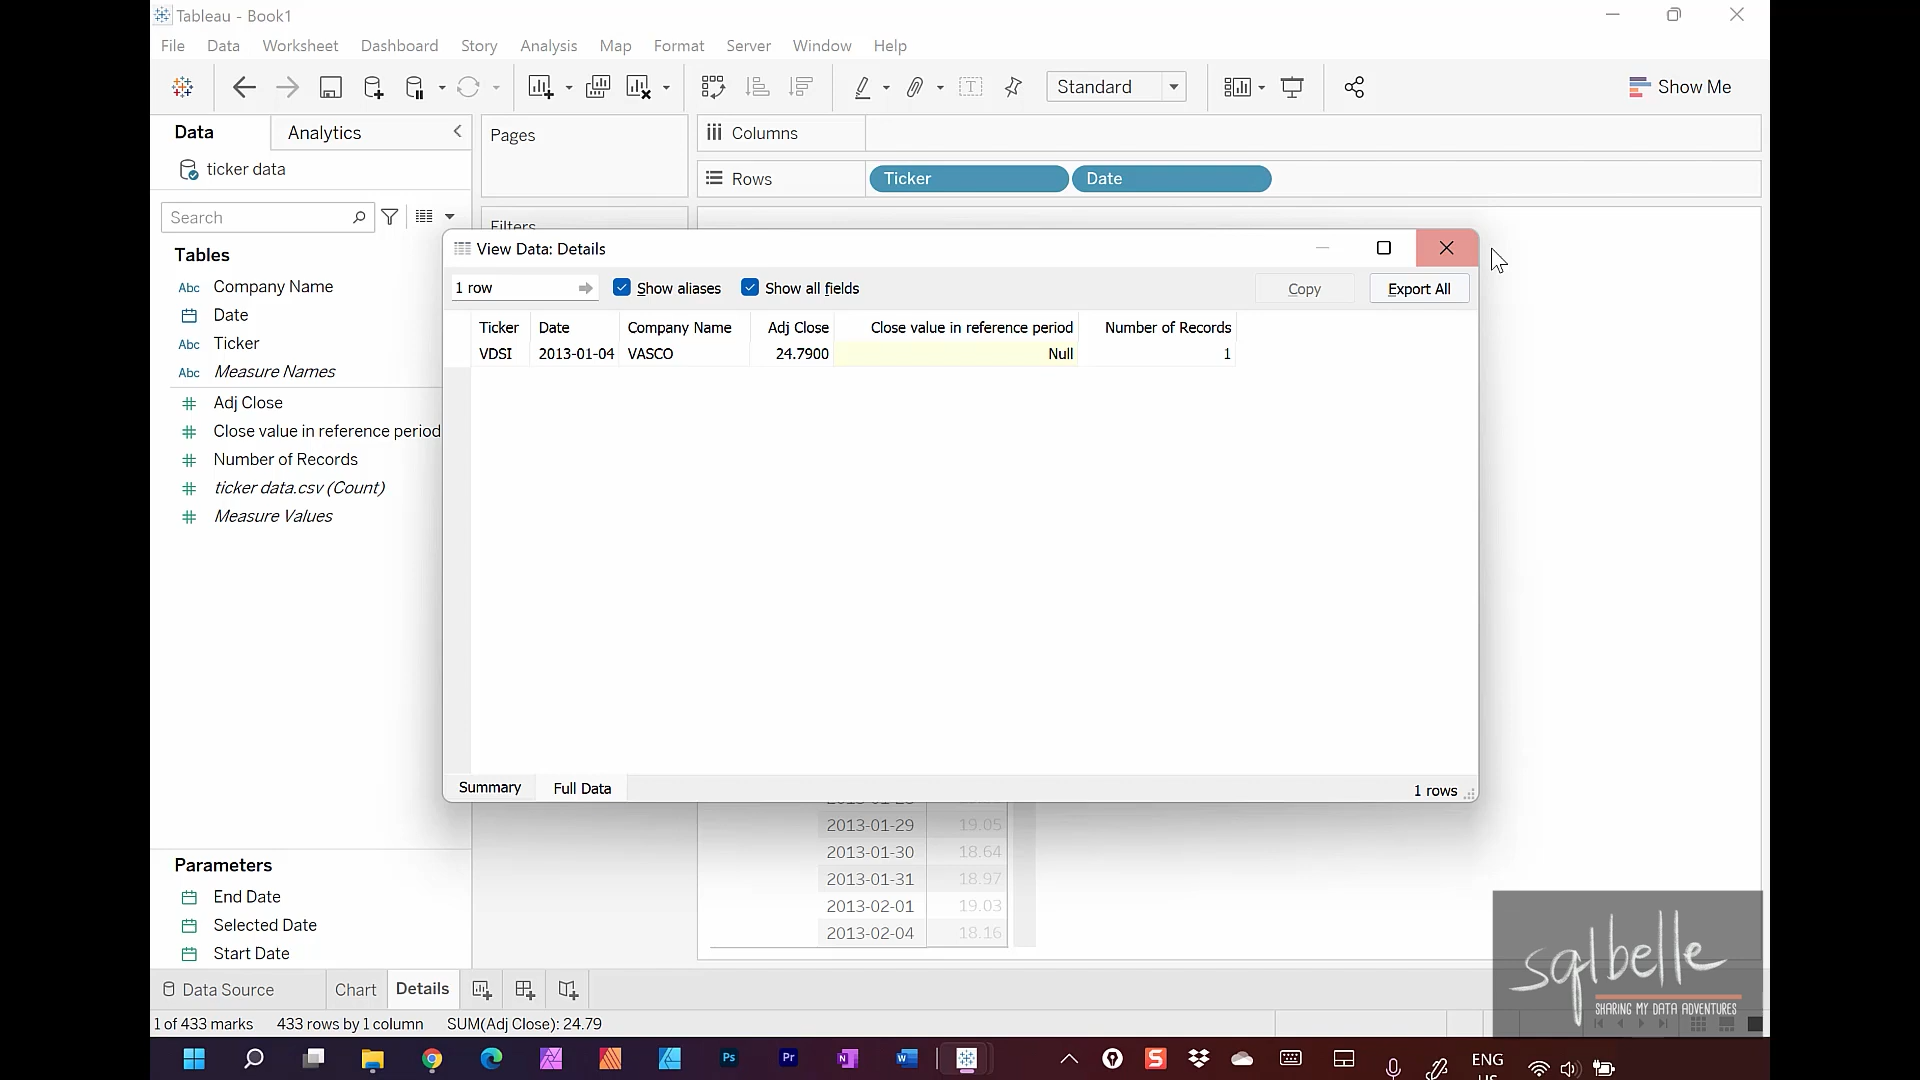 Tableau - Book1
File Data Worksheet Dashboard Story Analysis Map Format Server Window Help
Standard
Show Me
Data Analytics
Pages
Columns
ticker data
Rows
Ticker
Date
Search
Filters
Tables
Company Name
Date
Ticker
Measure Names
Adj Close
Close value in reference period
Number of Records
ticker data.csv (Count)
Measure Values
View Data: Details
1 row
Show aliases
Show all fields
Copy
Export All
Ticker Date Company Name Adj Close Close value in reference period Number of Records
VDSI 2013-01-04 VASCO 24.7900 Null 1
Summary Full Data
1 rows
2013-01-29 19.05
2013-01-30 18.64
2013-01-31 18.97
2013-02-01 19.03
2013-02-04 18.16
Parameters
End Date
Selected Date
Start Date
Data Source Chart Details
1 of 433 marks 433 rows by 1 column SUM(Adj Close): 24.79
sqlbelle
SHARING MY DATA ADVENTURES
ENG